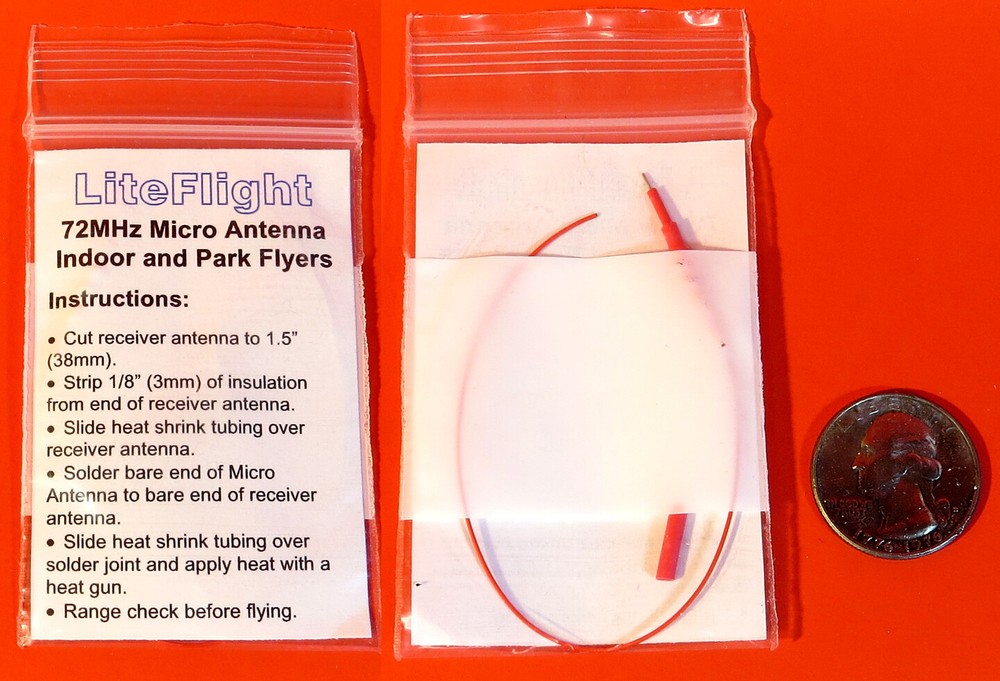 LiteFlight
72MHz Micro Antenna
Indoor and Park Flyers
Instructions:
• Cut receiver antenna to 1.5”
(38mm).
• Strip 1/8” (3mm) of insulation
from end of receiver antenna.
• Slide heat shrink tubing over
receiver antenna.
• Solder bare end of Micro
Antenna to bare end of receiver
antenna.
• Slide heat shrink tubing over
solder joint and apply heat with a
heat gun.
• Range check before flying.
LIBERTY
1776-1976